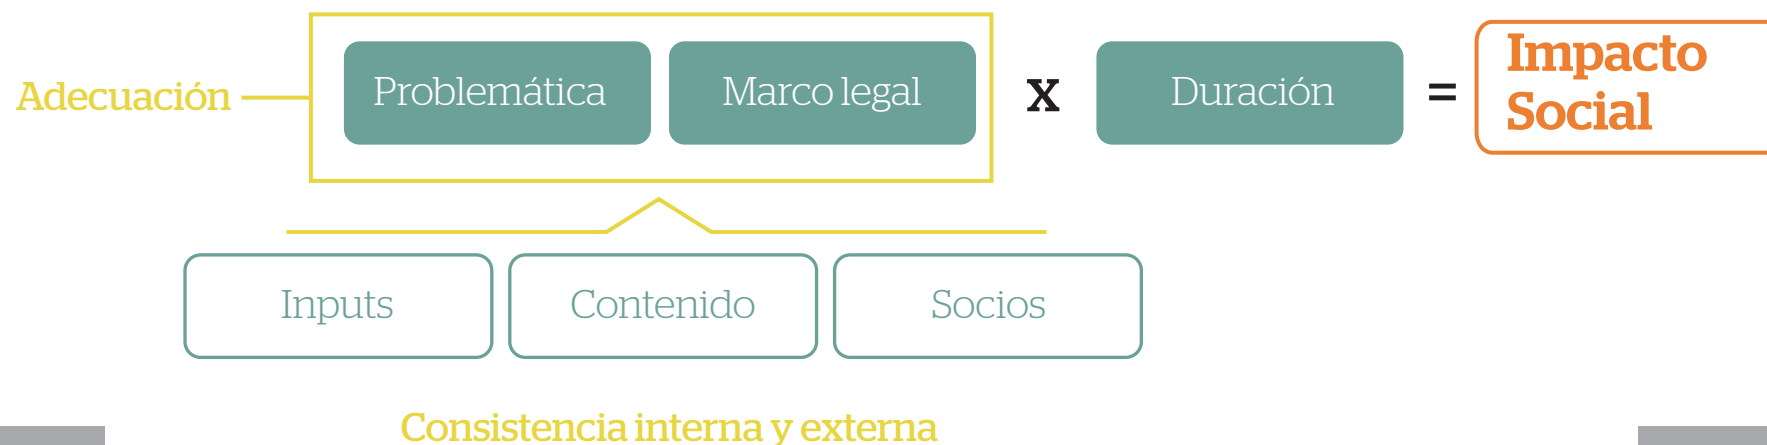 Adecuación
Problemática
Marco legal
x
Duración
=
Impacto
Social
Inputs
Contenido
Socios
Consistencia interna y externa